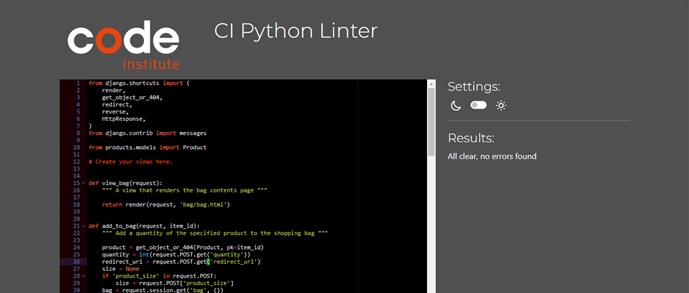 code
institute
CI Python Linter
Settings:
Results:
All clear, no errors found
1 from django.shortcuts import (
2 render,
3 get_object_or_404,
4 redirect,
5 reverse,
6 HttpResponse,
7 )
8 from django.contrib import messages
9
10 from products.models import Product
11
12 # Create your views here.
13
14
15 def view_bag(request):
16 """ A view that renders the bag contents page """
17
18 return render(request, 'bag/bag.html')
19
20
21 def add_to_bag(request, item_id):
22 """ Add a quantity of the specified product to the shopping bag """
23
24 product = get_object_or_404(Product, pk=item_id)
25 quantity = int(request.POST.get('quantity'))
26 redirect_url = request.POST.get('redirect_url')
27 size = None
28 if 'product_size' in request.POST:
29 size = request.POST['product_size']
30 bag = request.session.get('bag', {})